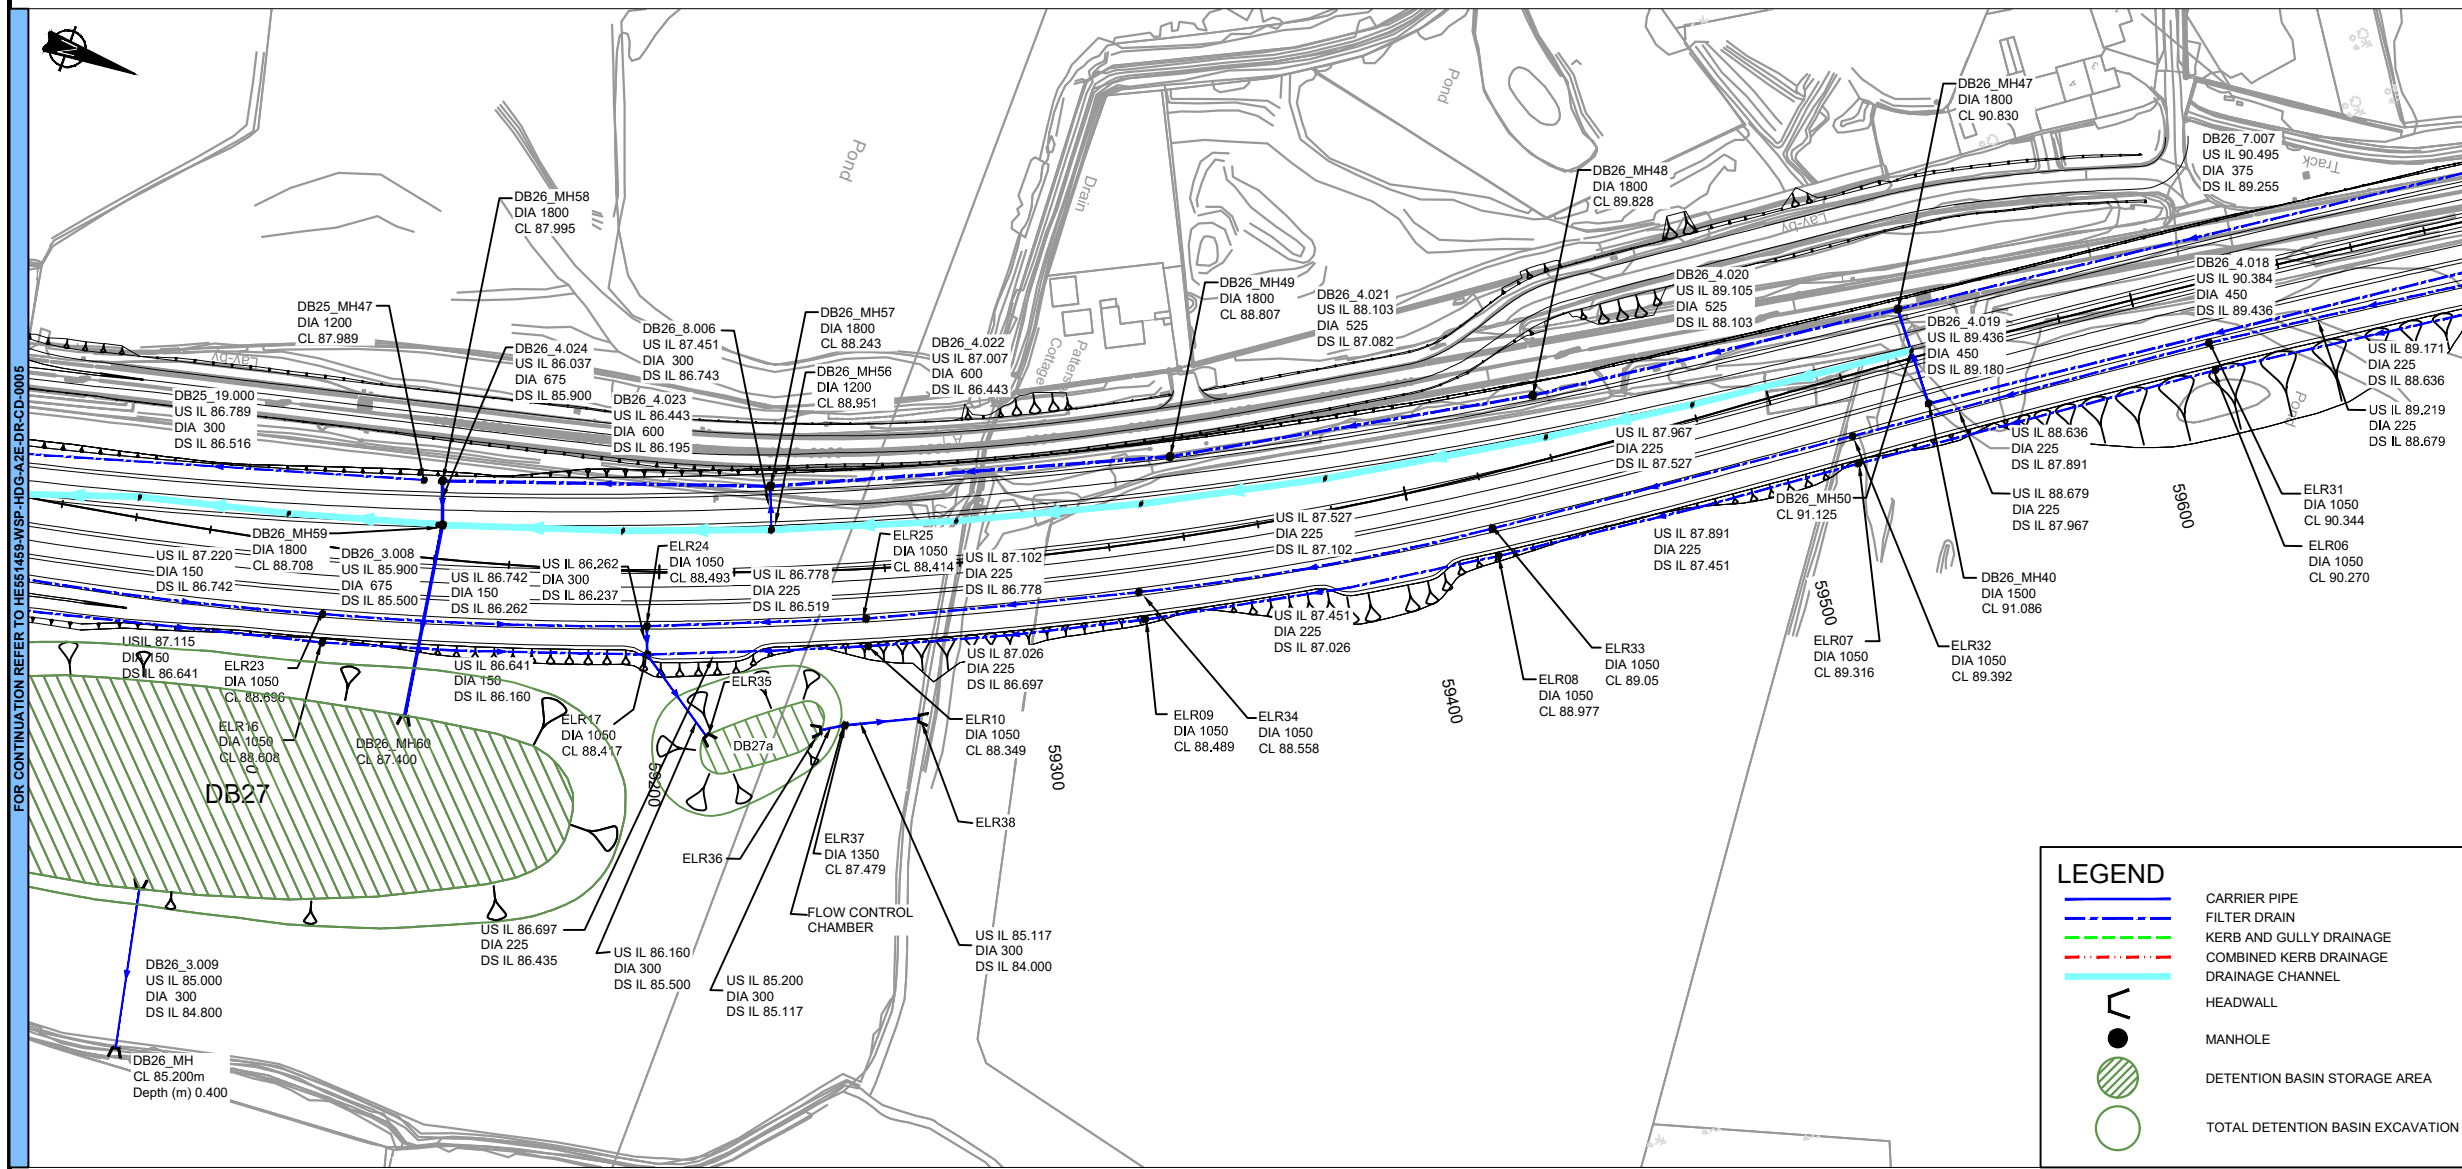 FOR CONTINUATION REFER TO HE551459-WSP-HDG-A2E-DR-CD-0005
DB26_MH47
DIA 1800
CL 90.830
DB26_7.007
US IL 90.495
DIA 375
DS IL 89.255
Track
Pond
Pond
Drain
DB26_MH48
DIA 1800
CL 89.828
DB26_MH58
DIA 1800
CL 87.995
Lay-by
DB26_MH49
DIA 1800
CL 88.807
DB26_4.021
US IL 88.103
DIA 525
DS IL 87.082
DB26_4.020
US IL 89.105
DIA 525
DS IL 88.103
DB26_4.018
US IL 90.384
DIA 450
DS IL 89.436
DB25_MH47
DIA 1200
CL 87.989
DB26_8.006
US IL 87.451
DIA 300
DS IL 86.743
DB26_MH57
DIA 1800
CL 88.243
DB26_4.022
US IL 87.007
DIA 600
DS IL 86.443
Cottage
DB26_4.019
US IL 89.436
DIA 450
DS IL 89.180
US IL 89.171
DIA 225
DS IL 88.636
Lay-by
DB26_4.024
US IL 86.037
DIA 675
DS IL 85.900
DB26_MH56
DIA 1200
CL 88.951
DB25_19.000
US IL 86.789
DIA 300
DS IL 86.516
DB26_4.023
US IL 86.443
DIA 600
DS IL 86.195
US IL 89.219
DIA 225
DS IL 88.679
US IL 87.967
DIA 225
DS IL 87.527
US IL 88.636
DIA 225
DS IL 87.891
DB26_MH50
CL 91.125
US IL 88.679
DIA 225
DS IL 87.967
59600
ELR31
DIA 1050
CL 90.344
DB26_MH59
DIA 1800
CL 88.708
US IL 87.220
DIA 150
DS IL 86.742
DB26_3.008
US IL 85.900
DIA 675
DS IL 85.500
US IL 86.742
DIA 150
DS IL 86.262
US IL 86.262
DIA 300
DS IL 86.237
ELR24
DIA 1050
CL 88.493
US IL 86.778
DIA 225
DS IL 86.519
ELR25
DIA 1050
CL 88.414
US IL 87.102
DIA 225
DS IL 86.778
US IL 87.527
DIA 225
DS IL 87.102
US IL 87.891
DIA 225
DS IL 87.451
ELR06
DIA 1050
CL 90.270
DB26_MH40
DIA 1500
CL 91.086
59500
US IL 87.451
DIA 225
DS IL 87.026
USIL 87.115
DIA 150
DS IL 86.641
ELR23
DIA 1050
CL 88.696
US IL 86.641
DIA 150
DS IL 86.160
ELR35
US IL 87.026
DIA 225
DS IL 86.697
ELR33
DIA 1050
CL 89.05
ELR07
DIA 1050
CL 89.316
ELR32
DIA 1050
CL 89.392
ELR08
DIA 1050
CL 88.977
59400
ELR16
DIA 1050
CL 88.608
DB26_MH60
CL 87.400
ELR17
DIA 1050
CL 88.417
DB27a
ELR10
DIA 1050
CL 88.349
ELR09
DIA 1050
CL 88.489
ELR34
DIA 1050
CL 88.558
59300
59200
DB27
ELR38
ELR36
ELR37
DIA 1350
CL 87.479
FLOW CONTROL
CHAMBER
US IL 86.697
DIA 225
DS IL 86.435
US IL 86.160
DIA 300
DS IL 85.500
US IL 85.200
DIA 300
DS IL 85.117
US IL 85.117
DIA 300
DS IL 84.000
DB26_3.009
US IL 85.000
DIA 300
DS IL 84.800
DB26_MH
CL 85.200m
Depth (m) 0.400
LEGEND
CARRIER PIPE
FILTER DRAIN
KERB AND GULLY DRAINAGE
COMBINED KERB DRAINAGE
DRAINAGE CHANNEL
HEADWALL
MANHOLE
DETENTION BASIN STORAGE AREA
TOTAL DETENTION BASIN EXCAVATION